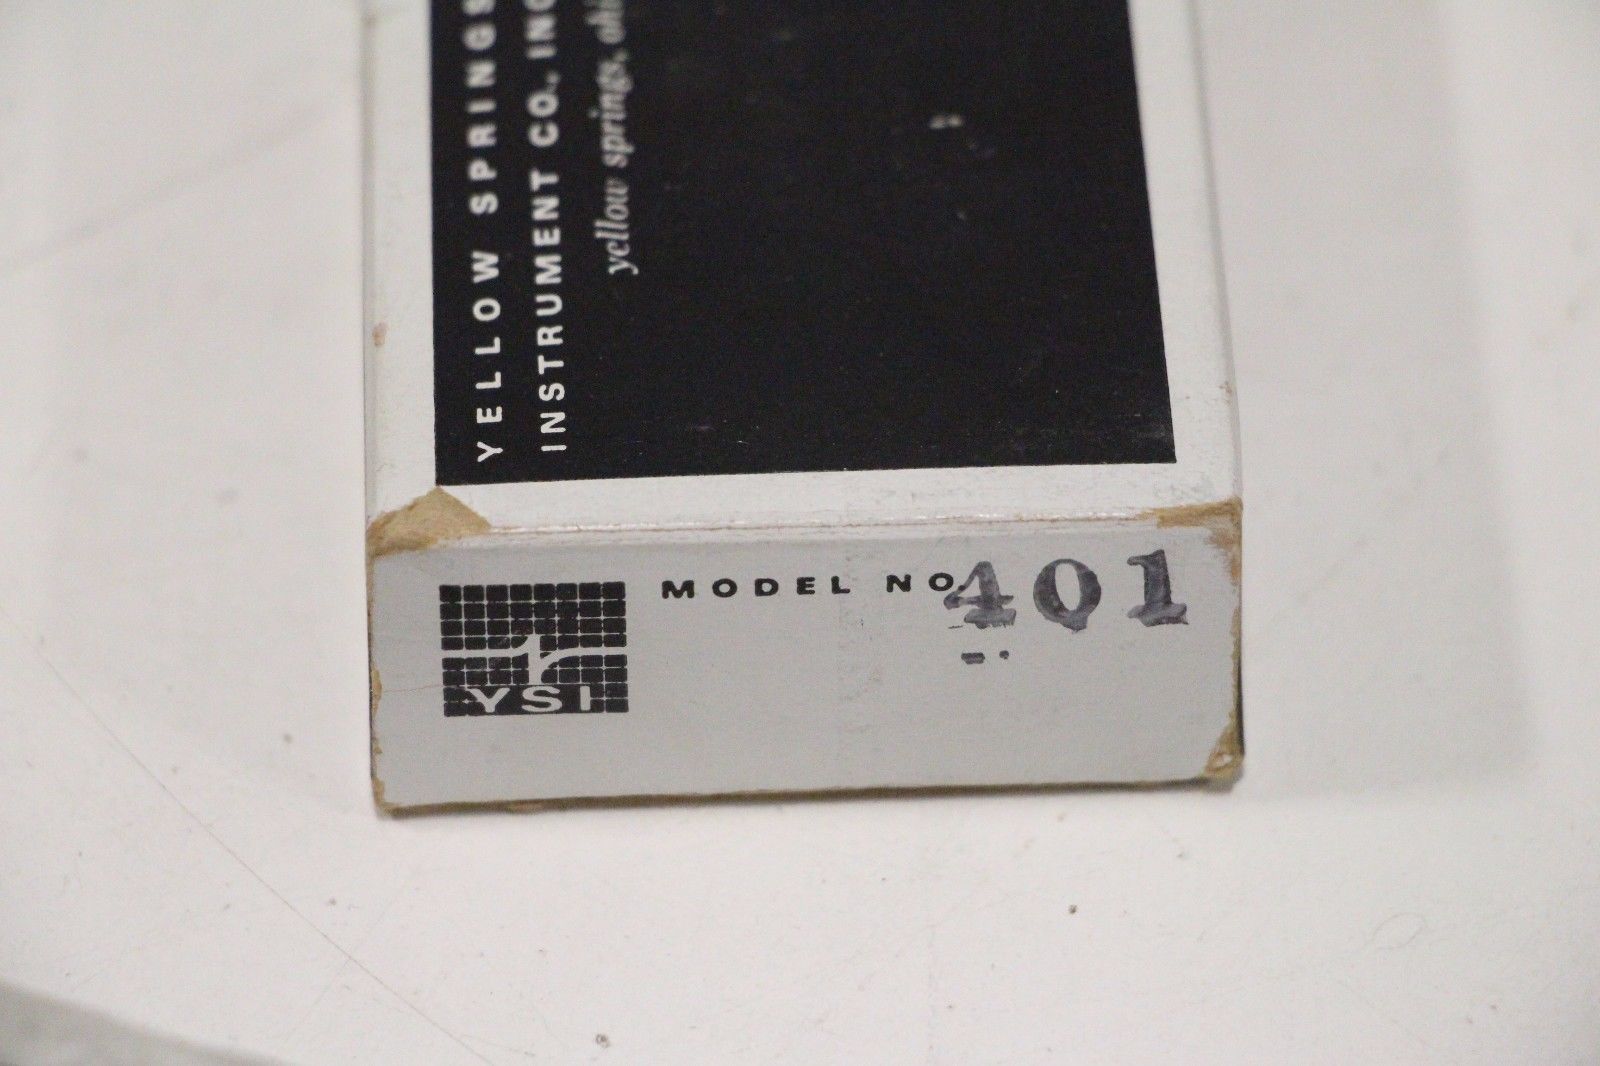 YELLOW SPRINGS
INSTRUMENT CO., INC
yellow springs, ohi
MODEL NO. 401
YSI